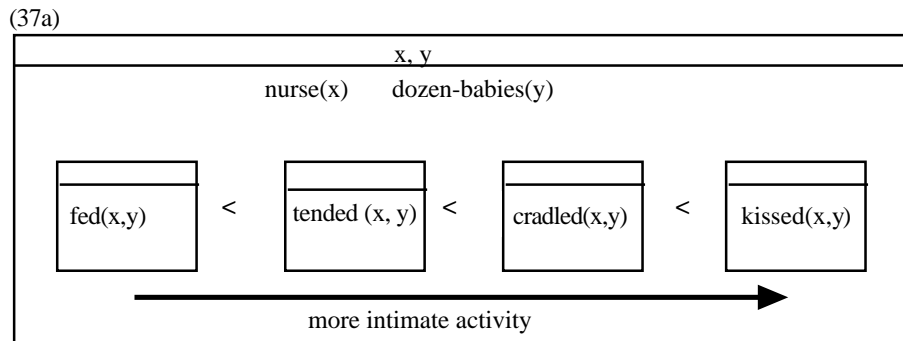 (37a)
x, y
nurse(x) dozen-babies(y)
fed(x,y) < tended (x, y) < cradled(x,y) < kissed(x,y)
more intimate activity